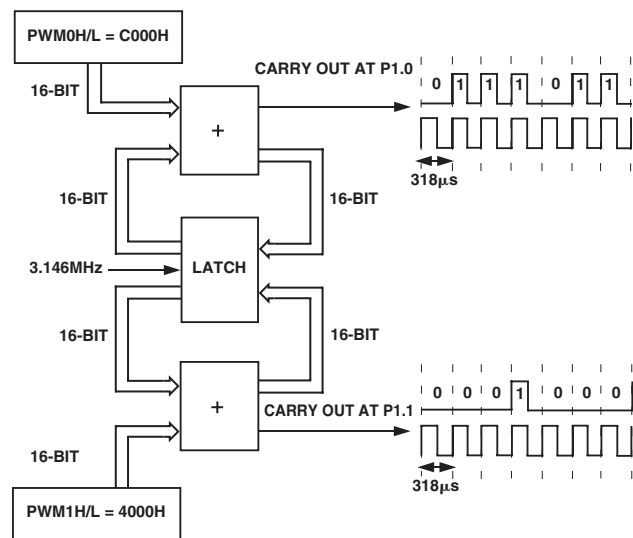 PWM0H/L = C000H
16-BIT
CARRY OUT AT P1.0
0 1 1 1 0 1 1
+
318µs
16-BIT
16-BIT
3.146MHz
LATCH
16-BIT
16-BIT
0 0 0 1 0 0 0
+
CARRY OUT AT P1.1
16-BIT
318µs
PWM1H/L = 4000H